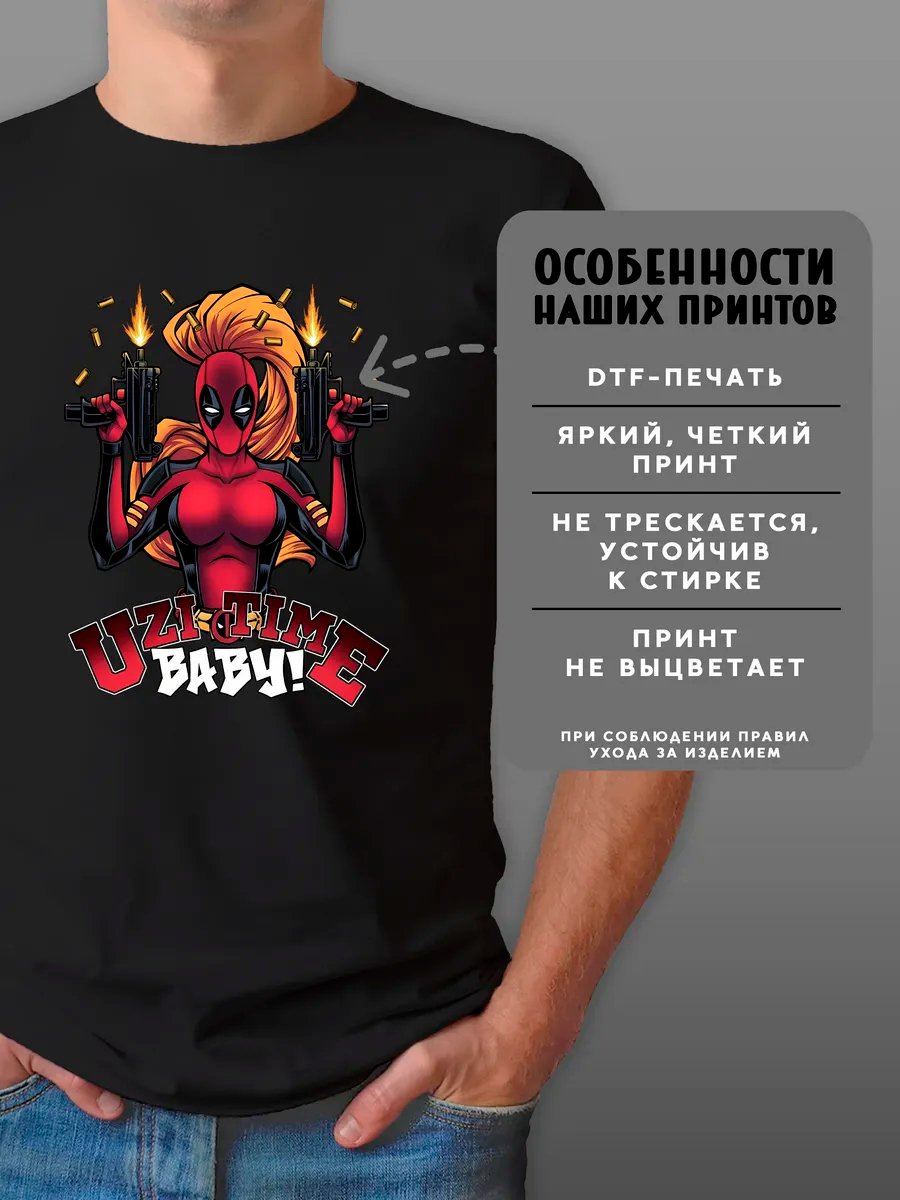 UZI TIME
BABY!
ОСОБЕННОСТИ
НАШИХ ПРИНТОВ
DTF-ПЕЧАТЬ
ЯРКИЙ, ЧЕТКИЙ
ПРИНТ
НЕ ТРЕСКАЕТСЯ,
УСТОЙЧИВ
К СТИРКЕ
ПРИНТ
НЕ ВЫЦВЕТАЕТ
ПРИ СОБЛЮДЕНИИ ПРАВИЛ
УХОДА ЗА ИЗДЕЛИЕМ